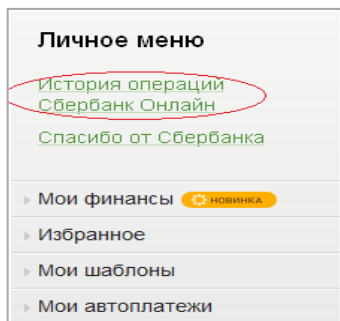 Личное меню
История операций
Сбербанк Онлайн
Спасибо от Сбербанка
Мои финансы НОВИНКА
Избранное
Мои шаблоны
Мои автоплатежи